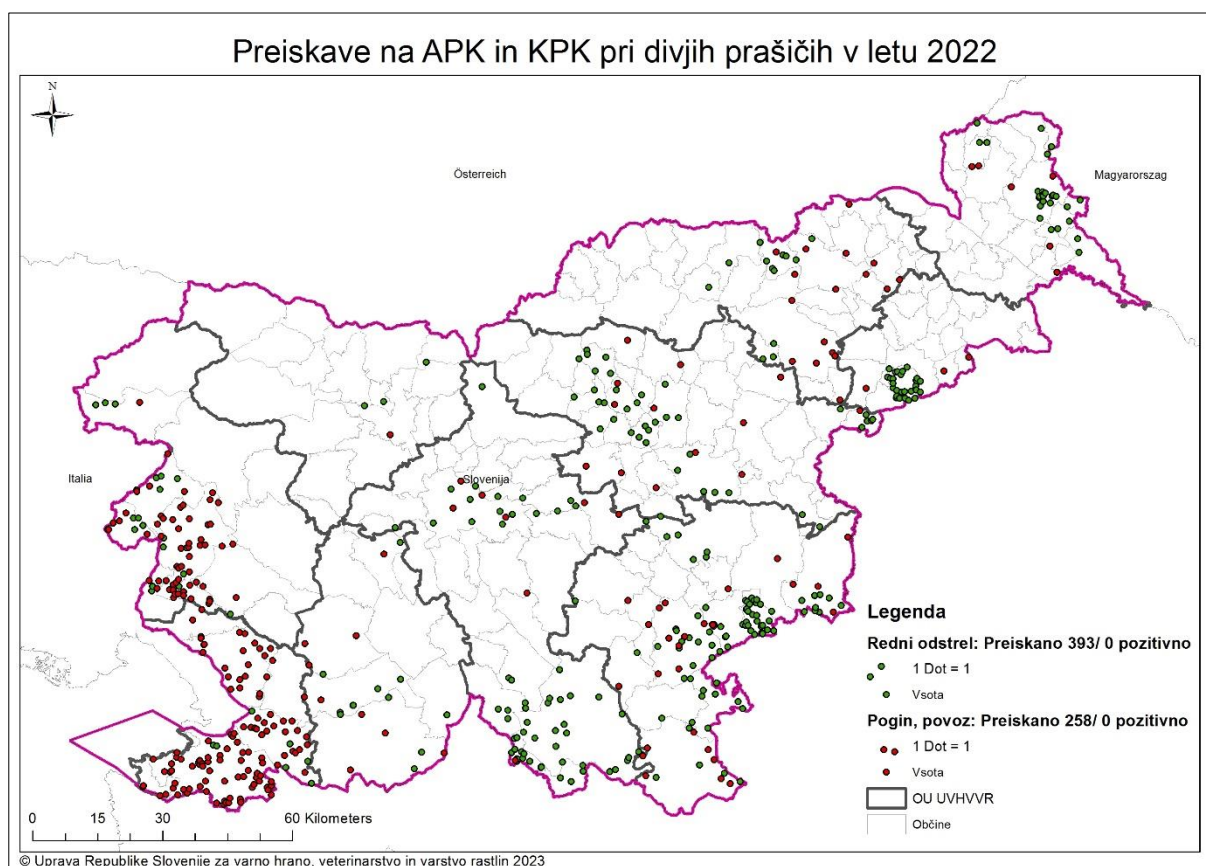 Preiskave na APK in KPK pri divjih prašičih v letu 2022
N
Österreich
Magyarország
Italia
Slovenija
Legenda
Redni odstrel: Preiskano 393/ 0 pozitivno
1 Dot = 1
Vsota
Pogin, povoz: Preiskano 258/ 0 pozitivno
1 Dot = 1
Vsota
OU UVHVVR
Občine
0 15 30 60 Kilometers
© Uprava Republike Slovenije za varno hrano, veterinarstvo in varstvo rastlin 2023